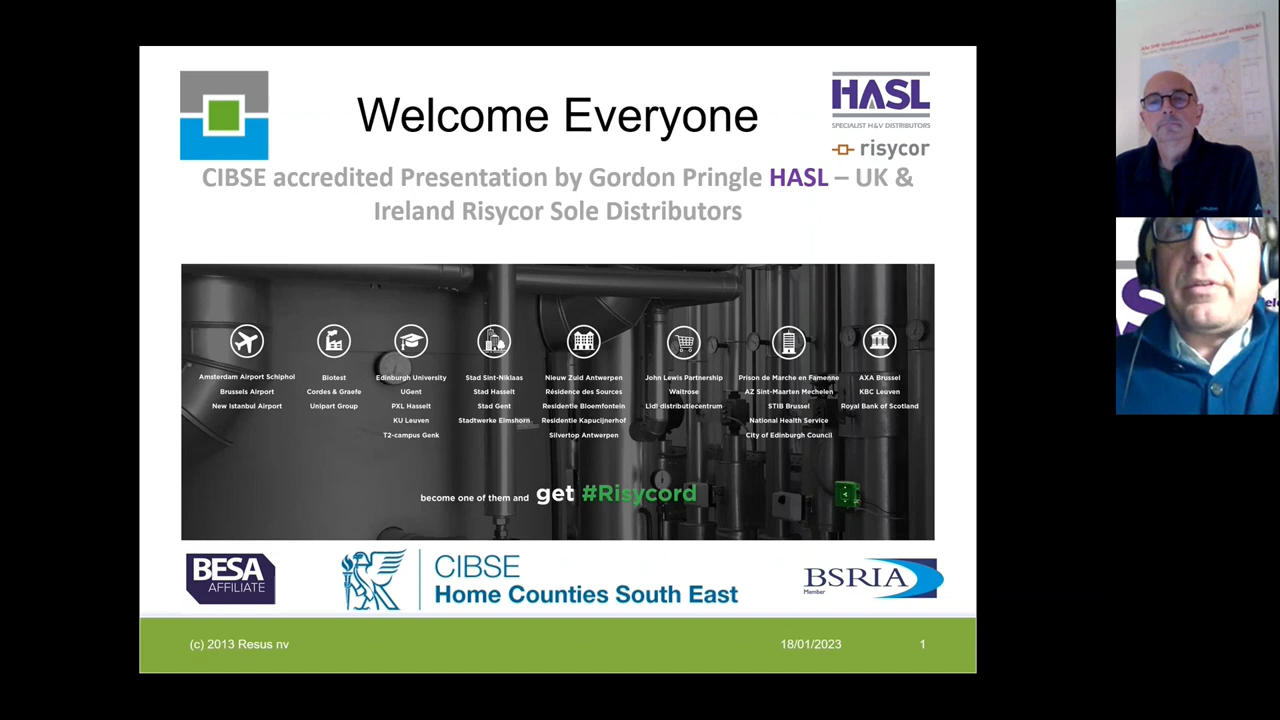 Welcome Everyone
HASL
SPECIALIST H&V DISTRIBUTORS
risycor
CIBSE accredited Presentation by Gordon Pringle HASL – UK &
Ireland Risycor Sole Distributors
Amsterdam Airport Schiphol
Brussels Airport
New Istanbul Airport
Biotest
Cordes & Graefe
Unipart Group
Edinburgh University
UGent
PXL Hasselt
KU Leuven
T2-campus Genk
Stad Sint-Niklaas
Stad Hasselt
Stad Gent
Stadtwerke Elmshorn
Nieuw Zuid Antwerpen
Résidence des Sources
Residentie Bloemfontein
Residentie Kapucijnerhof
Silvertop Antwerpen
John Lewis Partnership
Waitrose
Lidl distributiecentrum
Prison de Marche en Famenne
AZ Sint-Maarten Mechelen
STIB Brussel
National Health Service
City of Edinburgh Council
AXA Brussel
KBC Leuven
Royal Bank of Scotland
become one of them and get #Risycord
BESA
AFFILIATE
CIBSE
Home Counties South East
BSRIA
Member
(c) 2013 Resus nv
18/01/2023
1